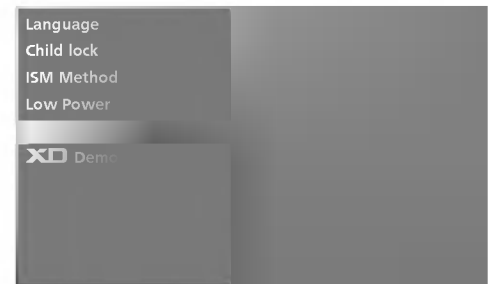 Language
Child lock
ISM Method
Low Power
XD Demo